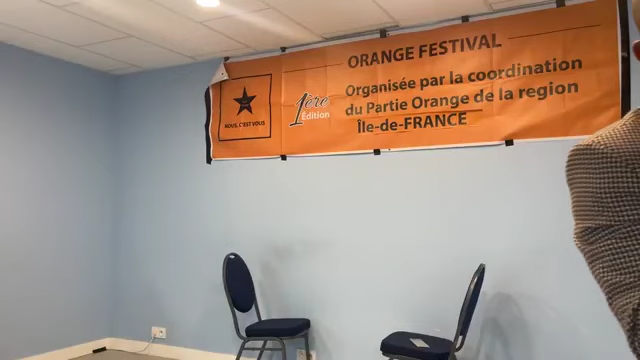 ORANGE FESTIVAL
NOUS, C'EST VOUS
1ère
Edition
Organisée par la coordination
du Partie Orange de la region
Île-de-FRANCE